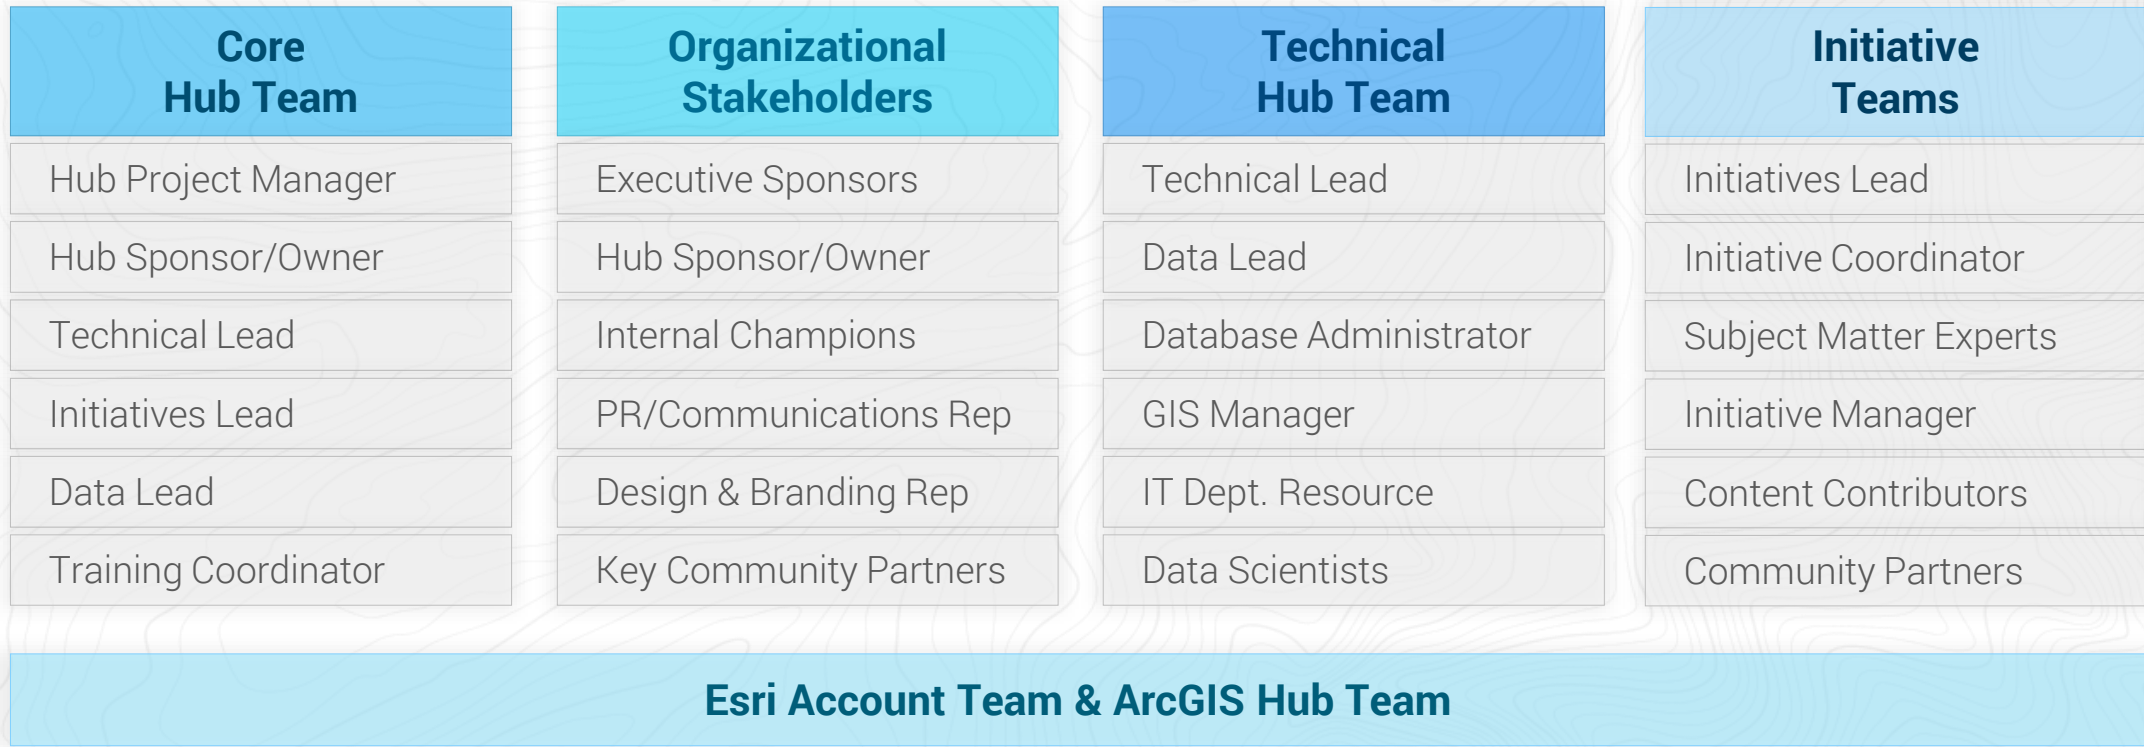 Core
Hub Team
Hub Project Manager
Hub Sponsor/Owner
Technical Lead
Initiatives Lead
Data Lead
Training Coordinator
Organizational
Stakeholders
Executive Sponsors
Hub Sponsor/Owner
Internal Champions
PR/Communications Rep
Design & Branding Rep
Key Community Partners
Technical
Hub Team
Technical Lead
Data Lead
Database Administrator
GIS Manager
IT Dept. Resource
Data Scientists
Initiative
Teams
Initiatives Lead
Initiative Coordinator
Subject Matter Experts
Initiative Manager
Content Contributors
Community Partners
Esri Account Team & ArcGIS Hub Team